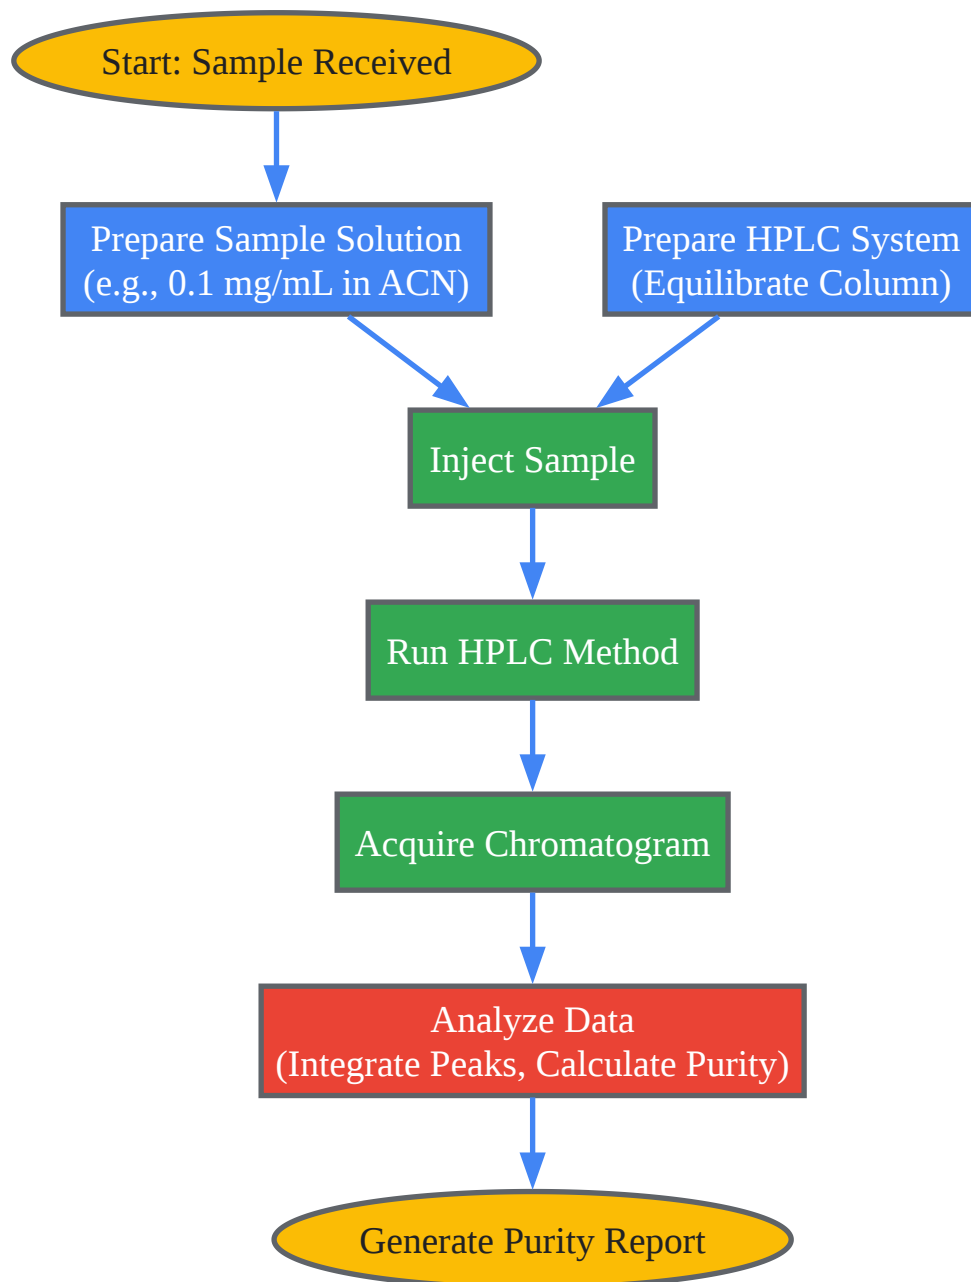 Start: Sample Received
Prepare Sample Solution
(e.g., 0.1 mg/mL in ACN)
Prepare HPLC System
(Equilibrate Column)
Inject Sample
Run HPLC Method
Acquire Chromatogram
Analyze Data
(Integrate Peaks, Calculate Purity)
Generate Purity Report